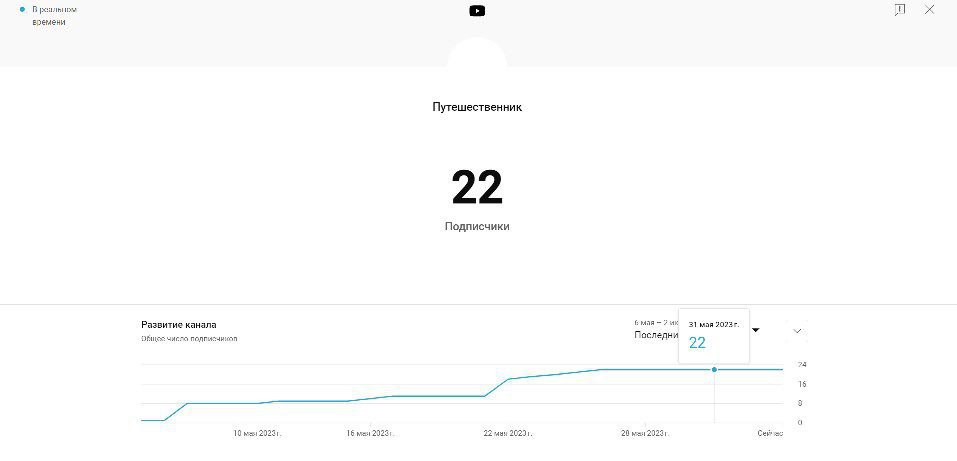 В реальном
времени
Путешественник
22
Подписчики
Развитие канала
Общее число подписчиков
6 мая – 2 ию
Последни
31 мая 2023 г.
22
24
16
8
0
10 мая 2023 г.
16 мая 2023 г.
22 мая 2023 г.
28 мая 2023 г.
Сейчас